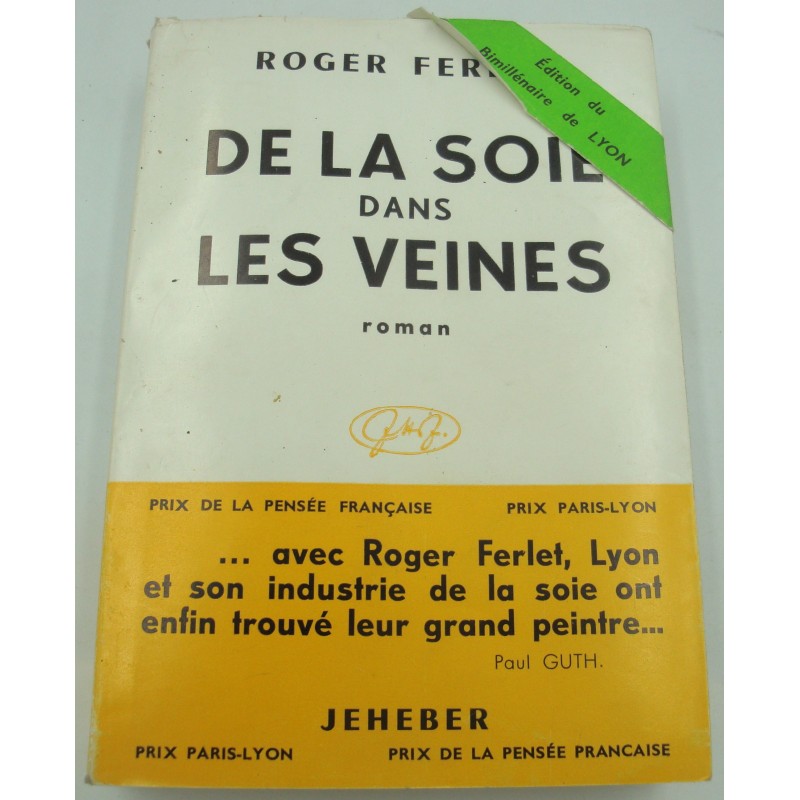 ROGER FERL
Édition du
Bimillénaire de LYON
DE LA SOIE
DANS
LES VEINES
roman
PRIX DE LA PENSÉE FRANÇAISE PRIX PARIS-LYON
... avec Roger Ferlet, Lyon
et son industrie de la soie ont
enfin trouvé leur grand peintre...
Paul GUTH.
JEHEBER
PRIX PARIS-LYON PRIX DE LA PENSÉE PRANCAISE